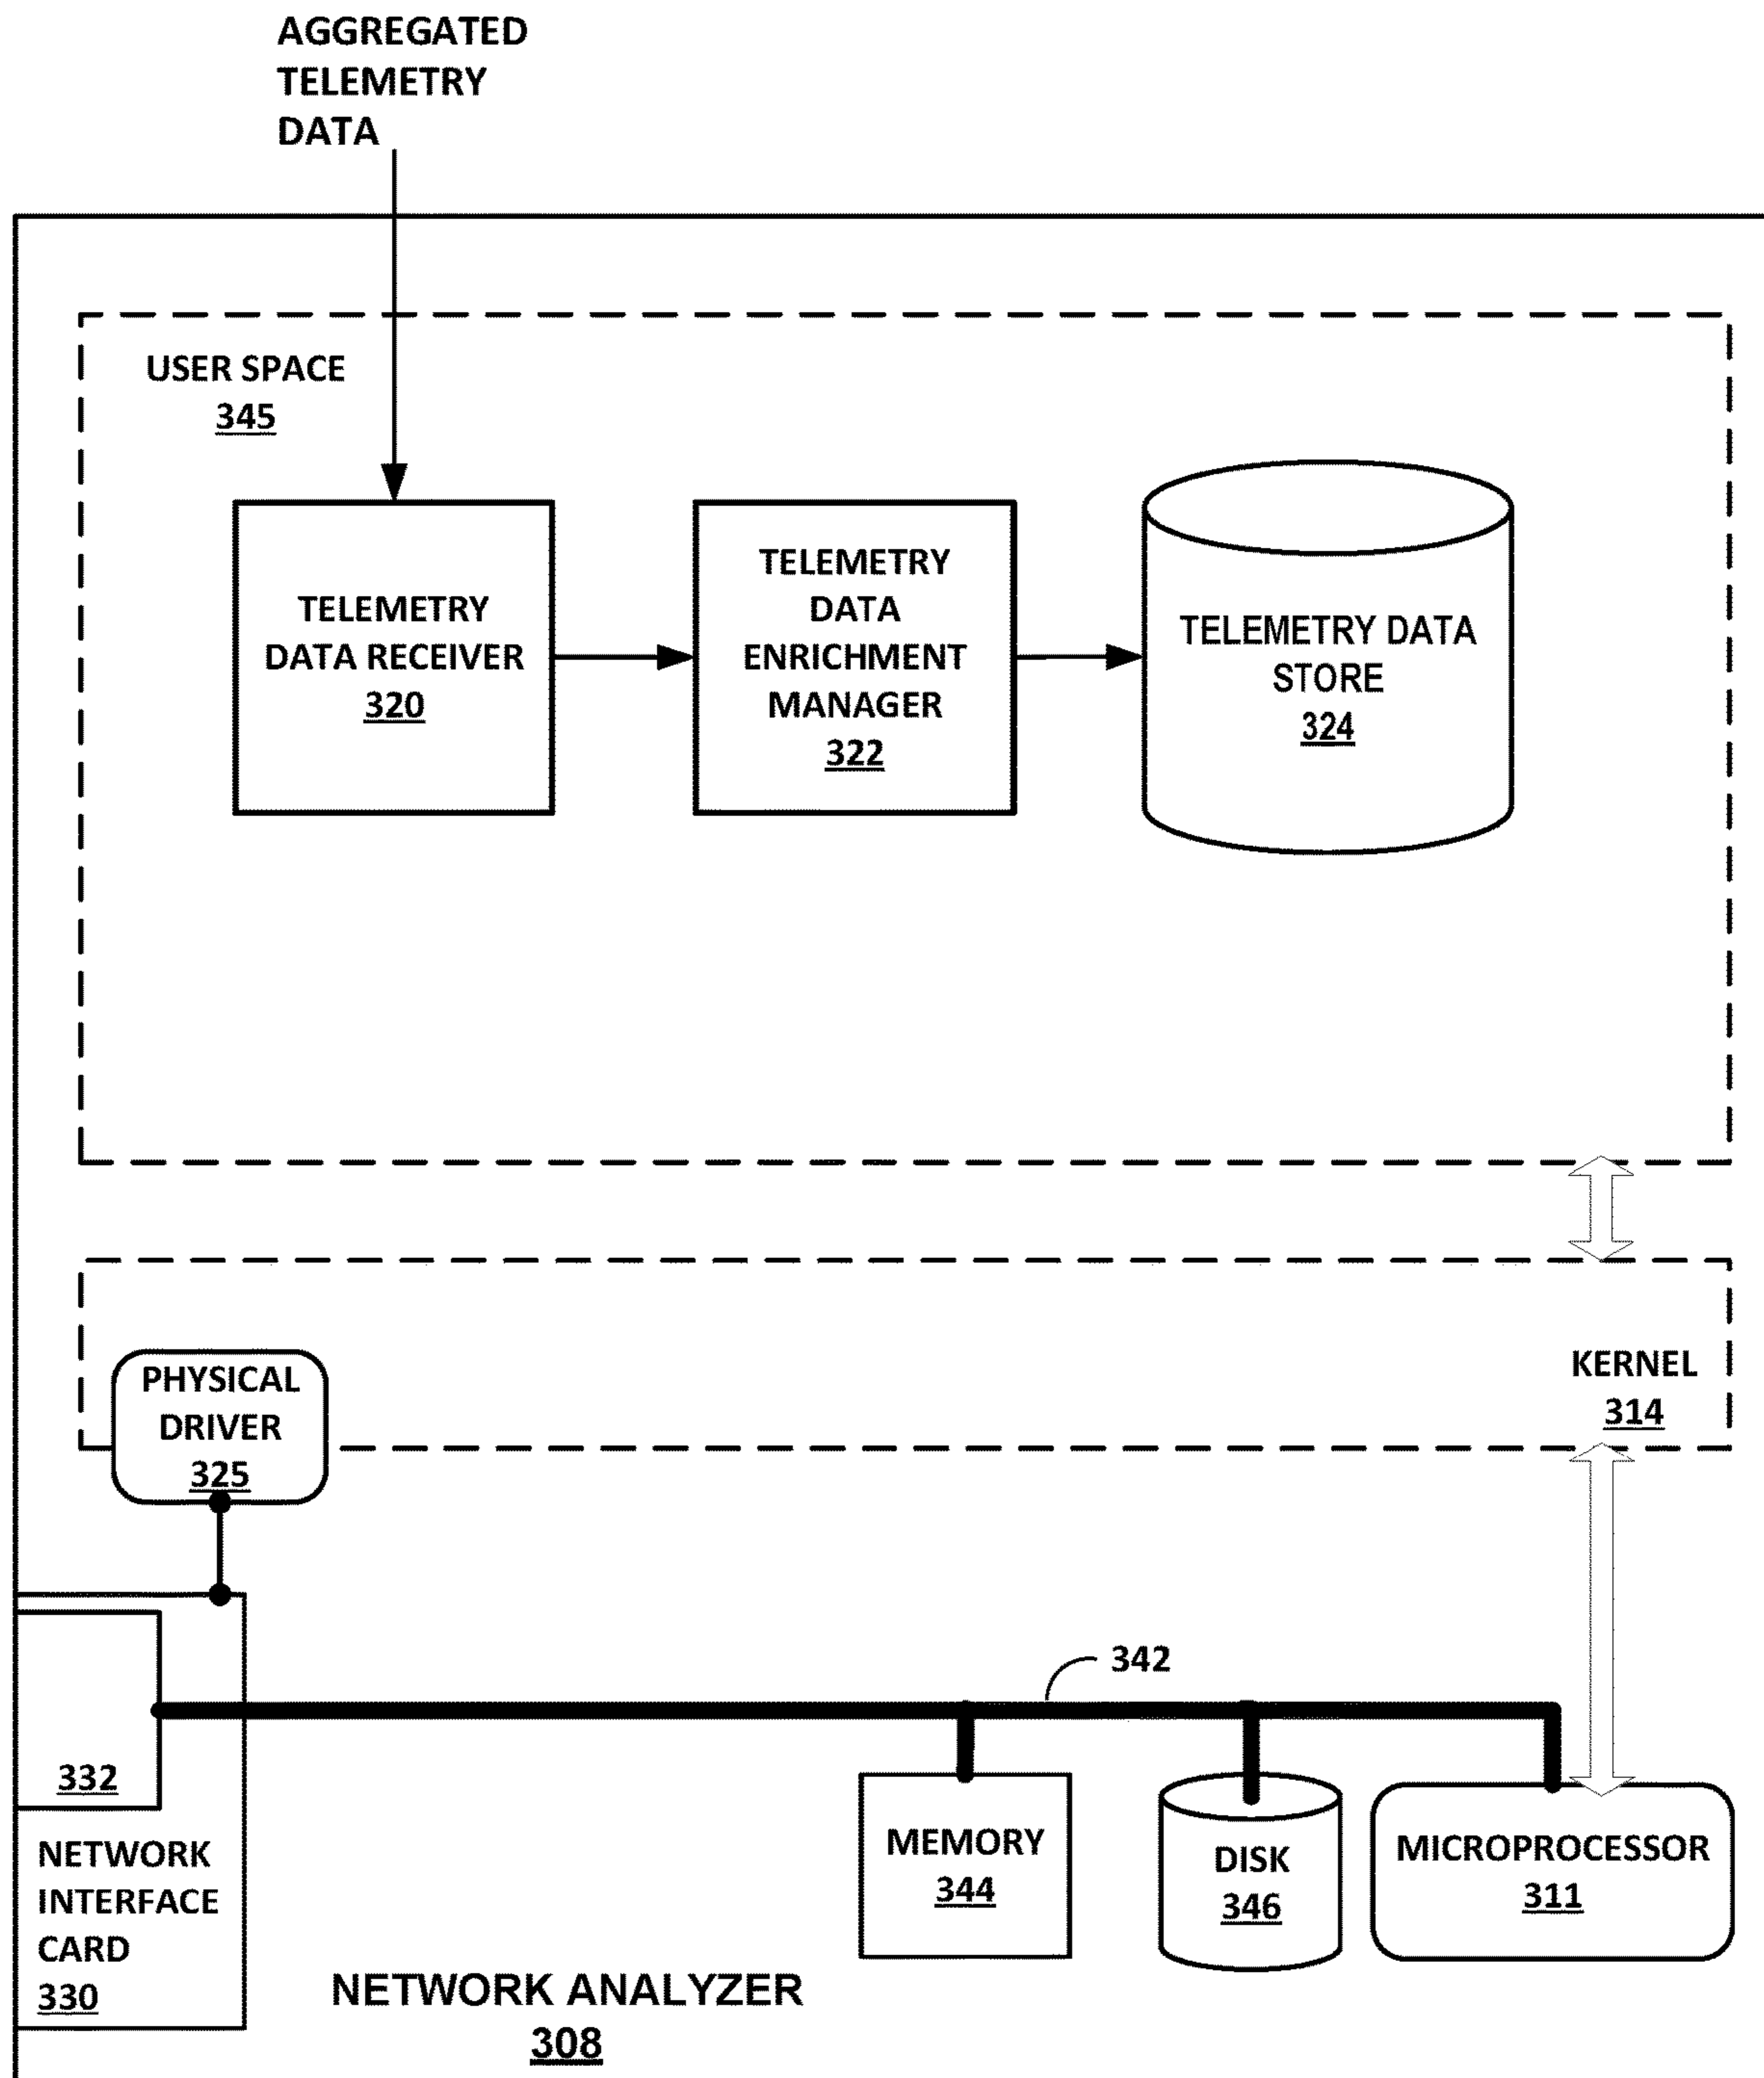 AGGREGATED
TELEMETRY
DATA
USER SPACE
345
TELEMETRY
DATA RECEIVER
320
TELEMETRY
DATA
ENRICHMENT
MANAGER
322
TELEMETRY DATA
STORE
324
KERNEL
314
PHYSICAL
DRIVER
325
342
332
NETWORK
INTERFACE
CARD
330
MEMORY
344
DISK
346
MICROPROCESSOR
311
NETWORK ANALYZER
308